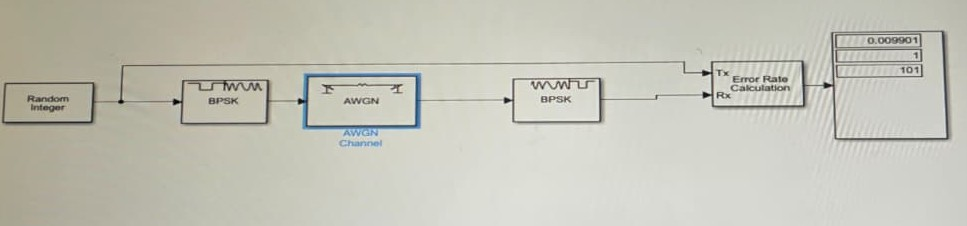 Random
Integer
BPSK
AWGN
AWGN
Channel
BPSK
Tx
Rx
Error Rate
Calculation
0.009901
1
101